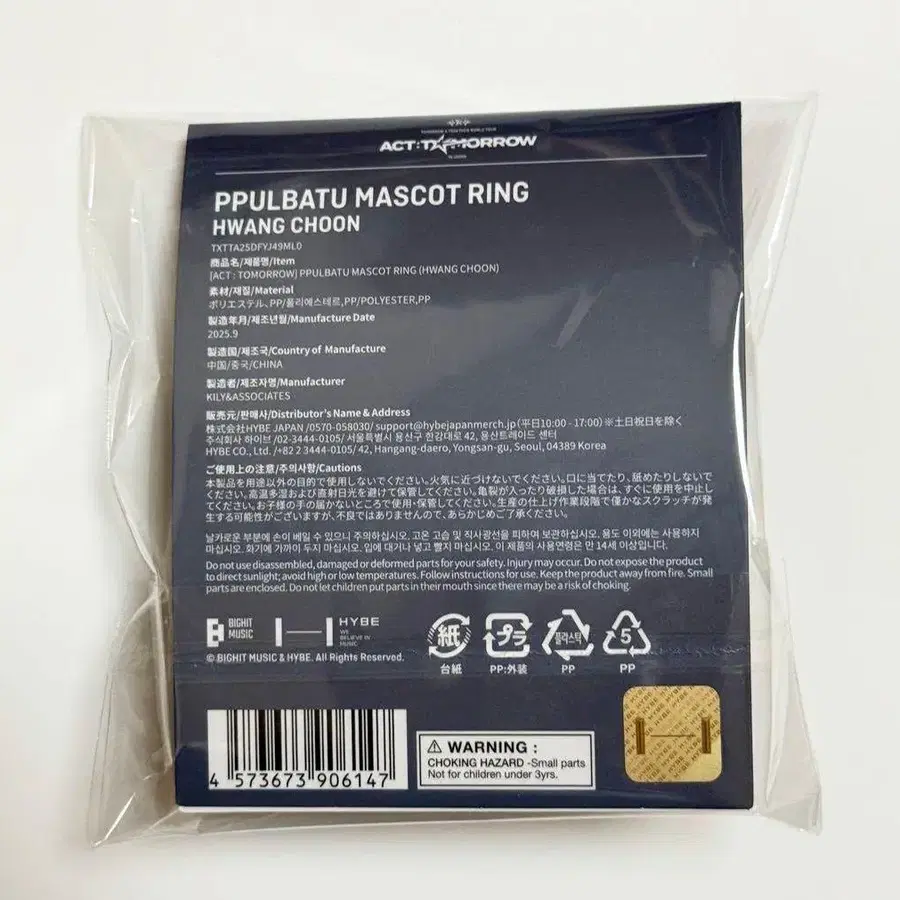 TOMORROW X TOGETHER WORLD TOUR
ACT:TOMORROW
IN JAPAN
PPULBATU MASCOT RING
HWANG CHOON
TXTTA25DFYJ49ML0
商品名/제품명/Item
[ACT : TOMORROW] PPULBATU MASCOT RING (HWANG CHOON)
素材/재질/Material
ポリエステル、PP/폴리에스테르,PP/POLYESTER,PP
製造年月/제조년월/Manufacture Date
2025.9
製造国/제조국/Country of Manufacture
中国/중국/CHINA
製造者/제조자명/Manufacturer
KILY&ASSOCIATES
販売元/판매사/Distributor's Name & Address
株式会社HYBE JAPAN /0570-058030/ support@hybejapanmerch.jp (平日10:00 - 17:00) ※土日祝日を除く
주식회사 하이브 /02-3444-0105/ 서울특별시 용산구 한강대로 42, 용산트레이드 센터
HYBE CO., Ltd. /+82 2 3444-0105/ 42, Hangang-daero, Yongsan-gu, Seoul, 04389 Korea
ご使用上の注意/주의사항/Cautions
本製品を用途以外の目的で使用しないでください。火気に近づけないでください。口に当てたり、舐めたりしないで
ください。高温多湿および直射日光を避けて保管してください。亀裂が入ったり破損した場合は、すぐに使用を中止し
てください。お子様の手の届かないところで使用・保管してください。生産の仕上げ作業段階で僅かなスクラッチが発
生する可能性がございますが、不良ではありませんので、あらかじめご了承ください。
날카로운 부분에 손이 베일 수 있으니 주의하십시오. 고온 고습 및 직사광선을 피하여 보관하십시오. 용도 이외에는 사용하지
마십시오. 화기에 가까이 두지 마십시오. 입에 대거나 넣고 빨지 마십시오. 이 제품의 사용연령은 만 14세 이상입니다.
Do not use disassembled, damaged or deformed parts for your safety. Injury may occur. Do not expose the product
to direct sunlight; avoid high or low temperatures. Follow instructions for use. Keep the product away from fire. Small
parts are enclosed. Do not let children put parts in their mouth since there may be a risk of choking.
BIGHIT
MUSIC
HYBE
WE
BELIEVE IN
MUSIC
© BIGHIT MUSIC & HYBE. All Rights Reserved.
紙
台紙
プラ
PP:外装
플라스틱
PP
5
PP
4 573673 906147
WARNING :
CHOKING HAZARD -Small parts
Not for children under 3yrs.